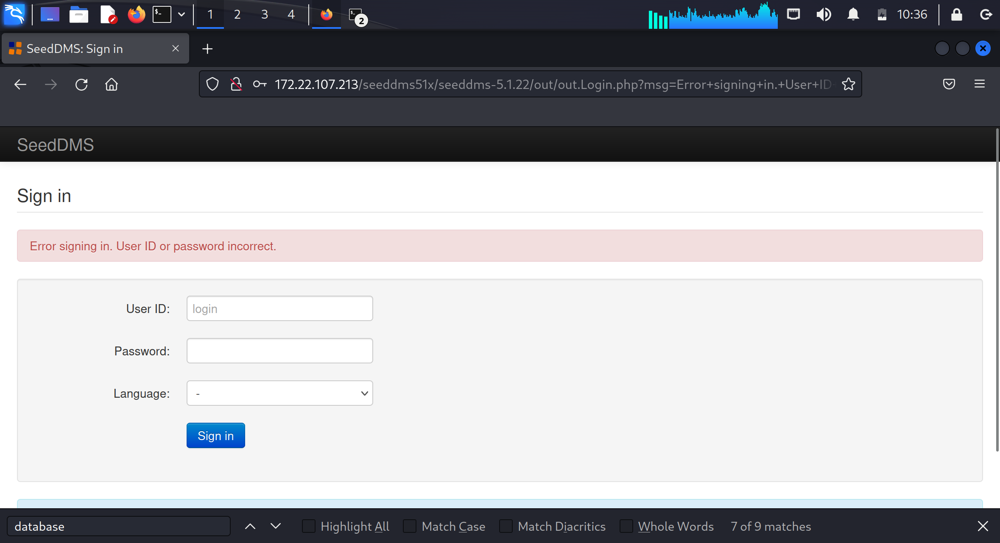 1 2 3 4 2 10:36
SeedDMS: Sign in
172.22.107.213/seeddms51x/seeddms-5.1.22/out/out.Login.php?msg=Error+signing+in.+User+ID+
SeedDMS
Sign in
Error signing in. User ID or password incorrect.
User ID: login
Password:
Language: -
Sign in
database Highlight All Match Case Match Diacritics Whole Words 7 of 9 matches